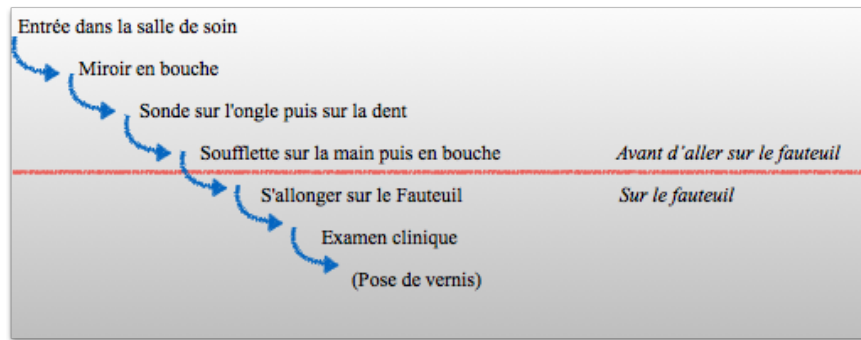 Entrée dans la salle de soin
Miroir en bouche
Sonde sur l'ongle puis sur la dent
Soufflette sur la main puis en bouche Avant d'aller sur le fauteuil
S'allonger sur le Fauteuil Sur le fauteuil
Examen clinique
(Pose de vernis)